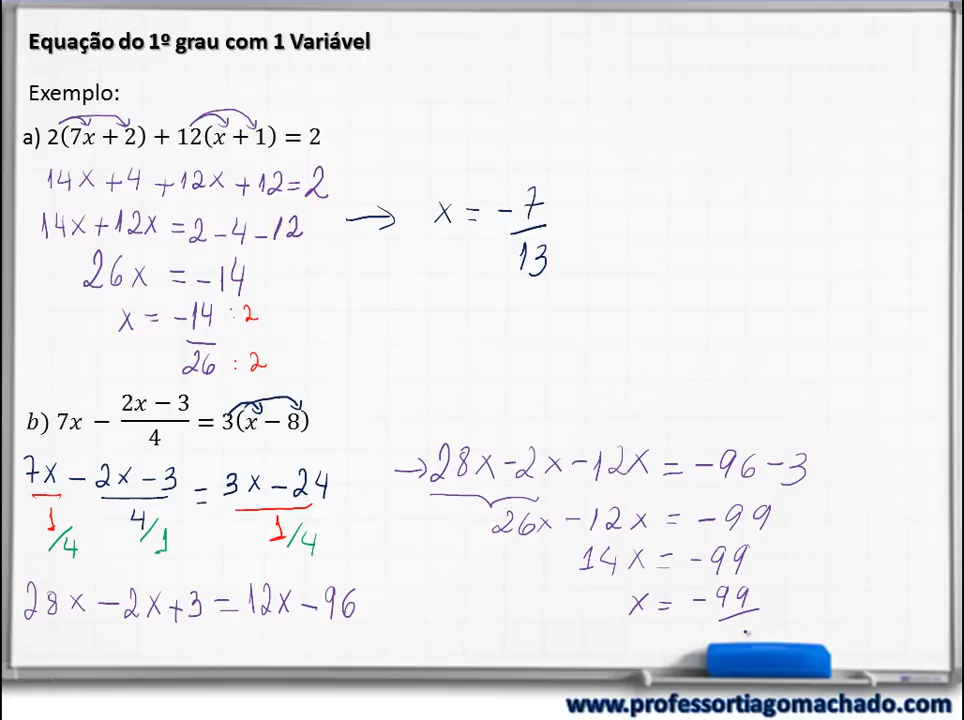 Equação do 1º grau com 1 Variável
Exemplo:
a) 2(7x + 2) + 12(x + 1) = 2
14x + 4 + 12x + 12 = 2
14x + 12x = 2 - 4 - 12
26x = -14
x = -14 : 2
26 : 2
→ x = -7
13
b) 7x − 2x − 3 = 3(x − 8)
4
7x - 2x - 3 = 3x - 24
1/4 4/1 1/4
28x - 2x + 3 = 12x - 96
→ 28x - 2x - 12x = -96 - 3
26x - 12x = -99
14x = -99
x = -99
www.professortiagomachado.com